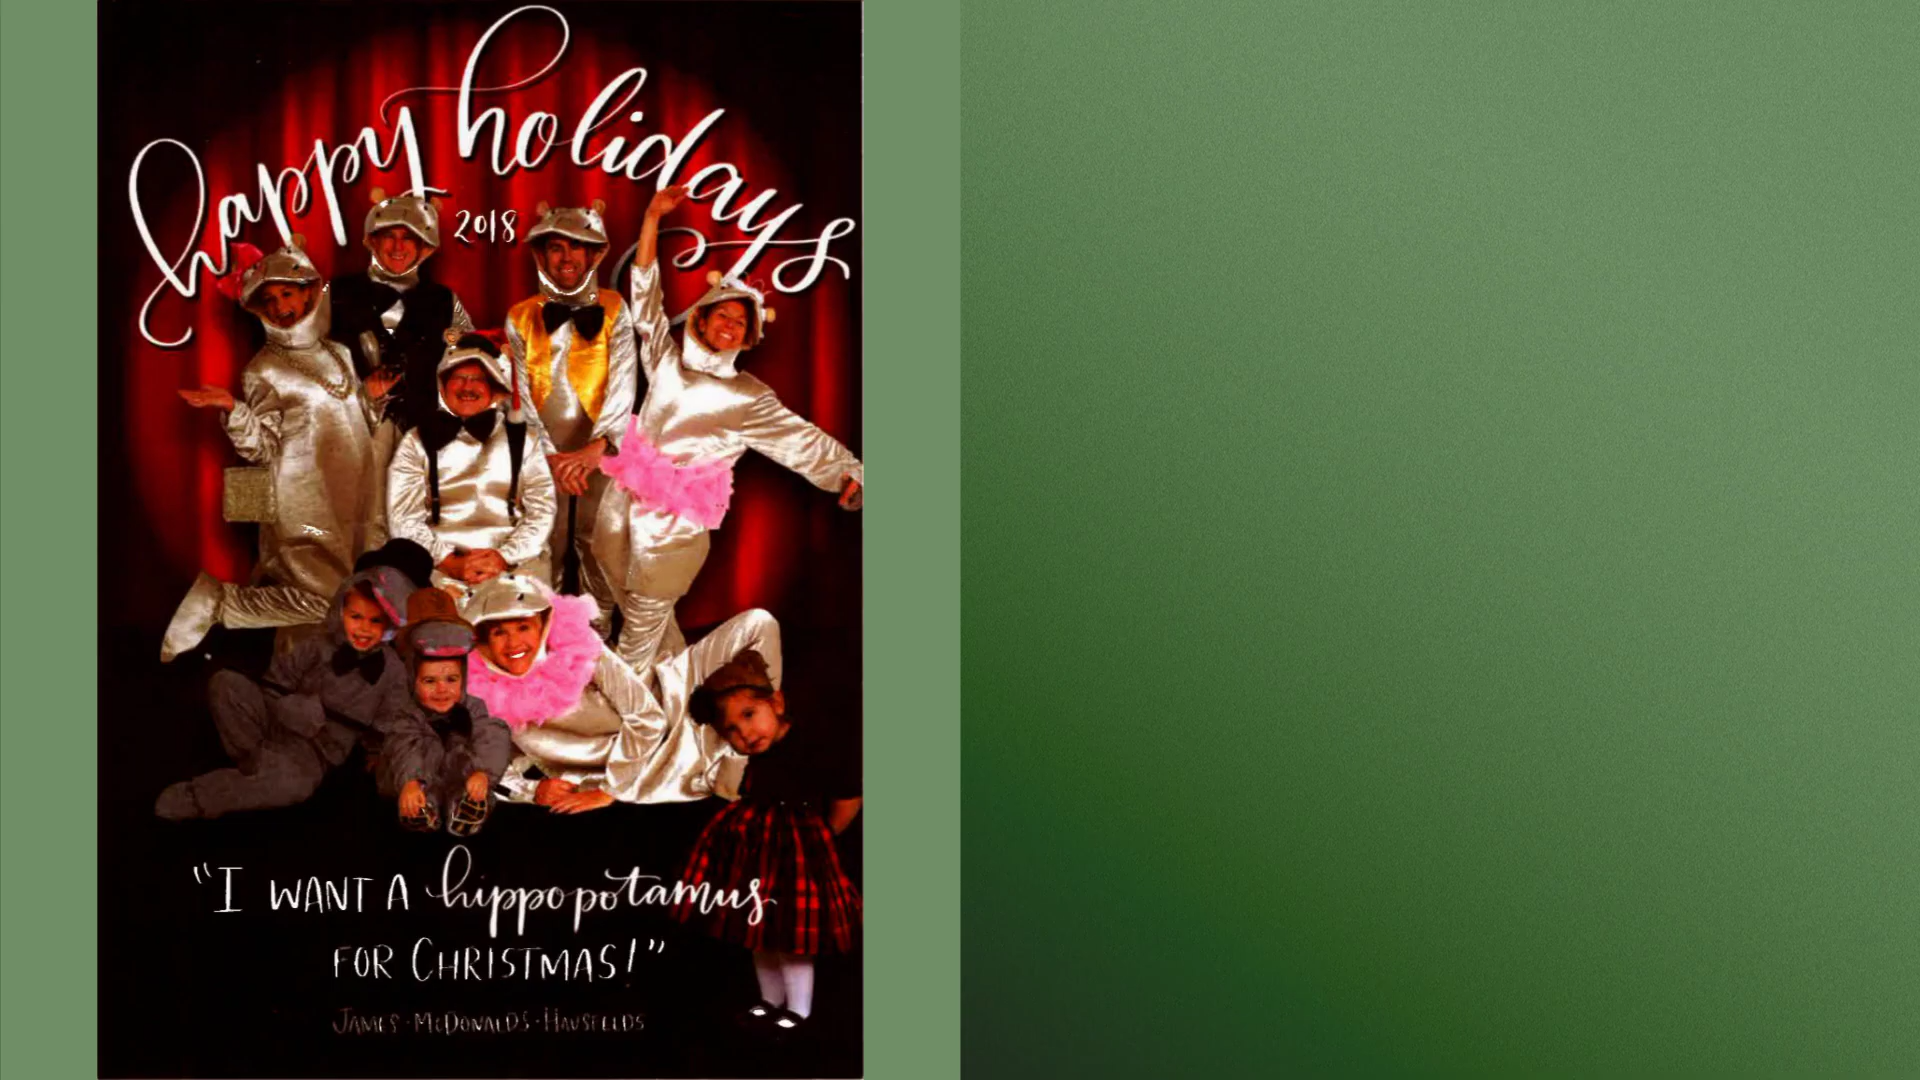 happy holidays
2018
"I WANT A hippopotamus
FOR CHRISTMAS!"
JAMES · McDONALDS · HAUSFELDS